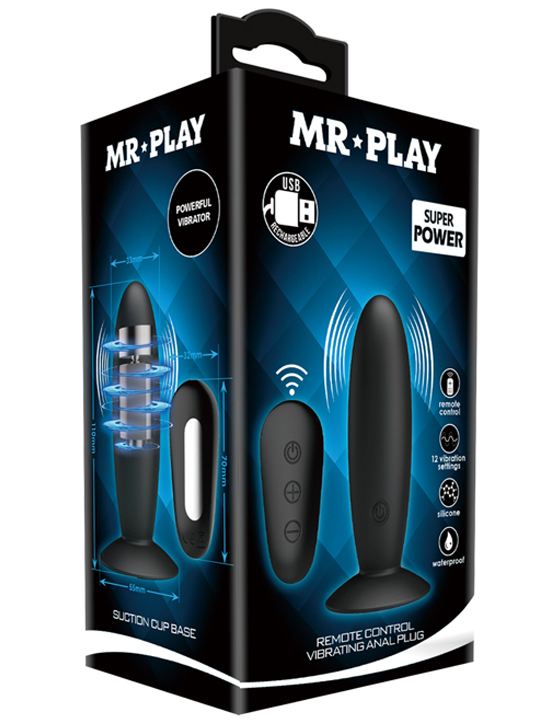 MR★PLAY
POWERFUL
VIBRATOR
32mm
110mm
70mm
55mm
SUCTION CUP BASE
MR★PLAY
USB
RECHARGEABLE
SUPER
POWER
remote
control
12 vibration
settings
silicone
waterproof
REMOTE CONTROL
VIBRATING ANAL PLUG